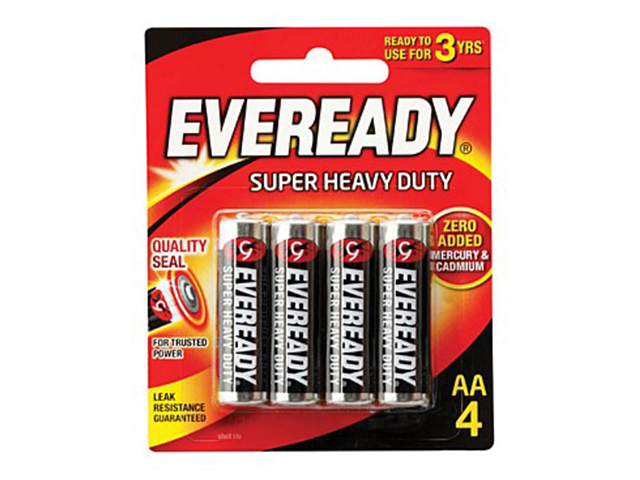 READY TO
USE FOR 3 YRS
EVEREADY®
SUPER HEAVY DUTY
QUALITY
SEAL
FOR TRUSTED
POWER
LEAK
RESISTANCE
GUARANTEED
ZERO
ADDED
MERCURY &
CADMIUM
EVEREADY
SUPER HEAVY DUTY
EVEREADY
SUPER HEAVY DUTY
EVEREADY
SUPER HEAVY DUTY
EVEREADY
SUPER HEAVY DUTY
AA
4
shelf life